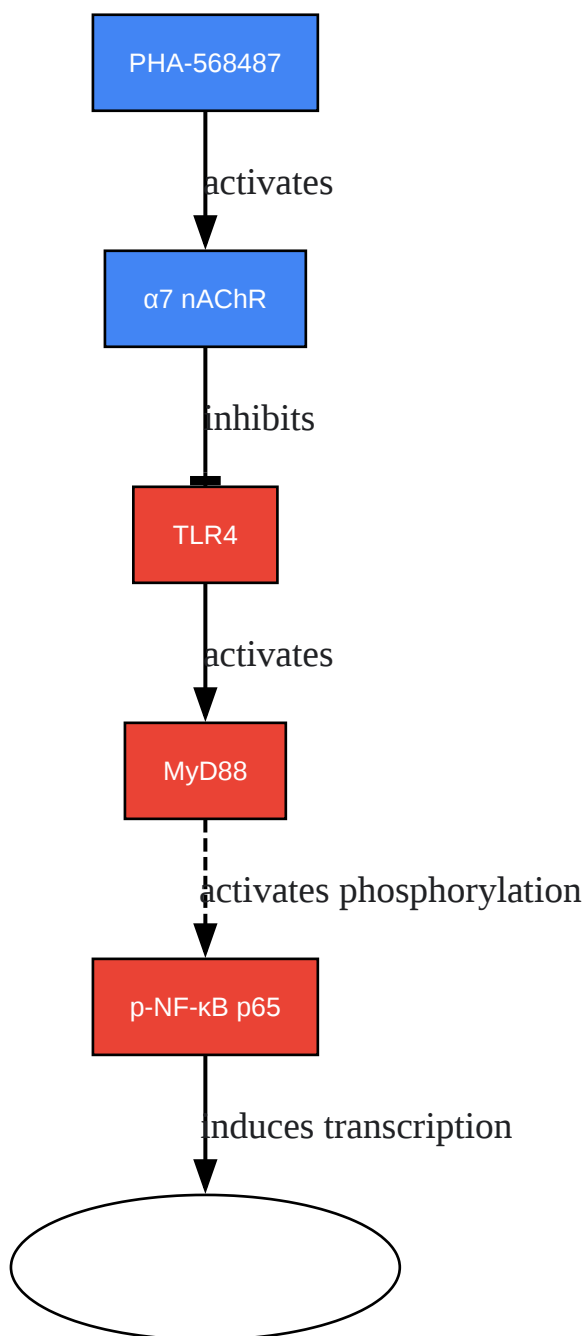 PHA-568487
activates
α7 nAChR
inhibits
TLR4
activates
MyD88
activates phosphorylation
p-NF-κB p65
induces transcription